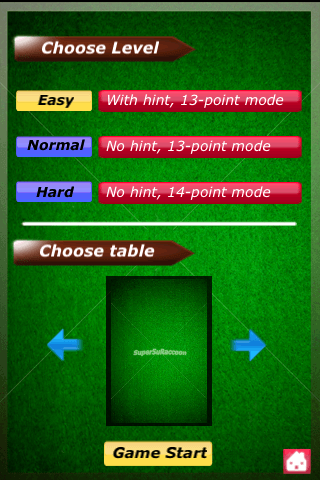 Choose Level
Easy With hint, 13-point mode
Normal No hint, 13-point mode
Hard No hint, 14-point mode
Choose table
SuperSuRaccoon
Game Start